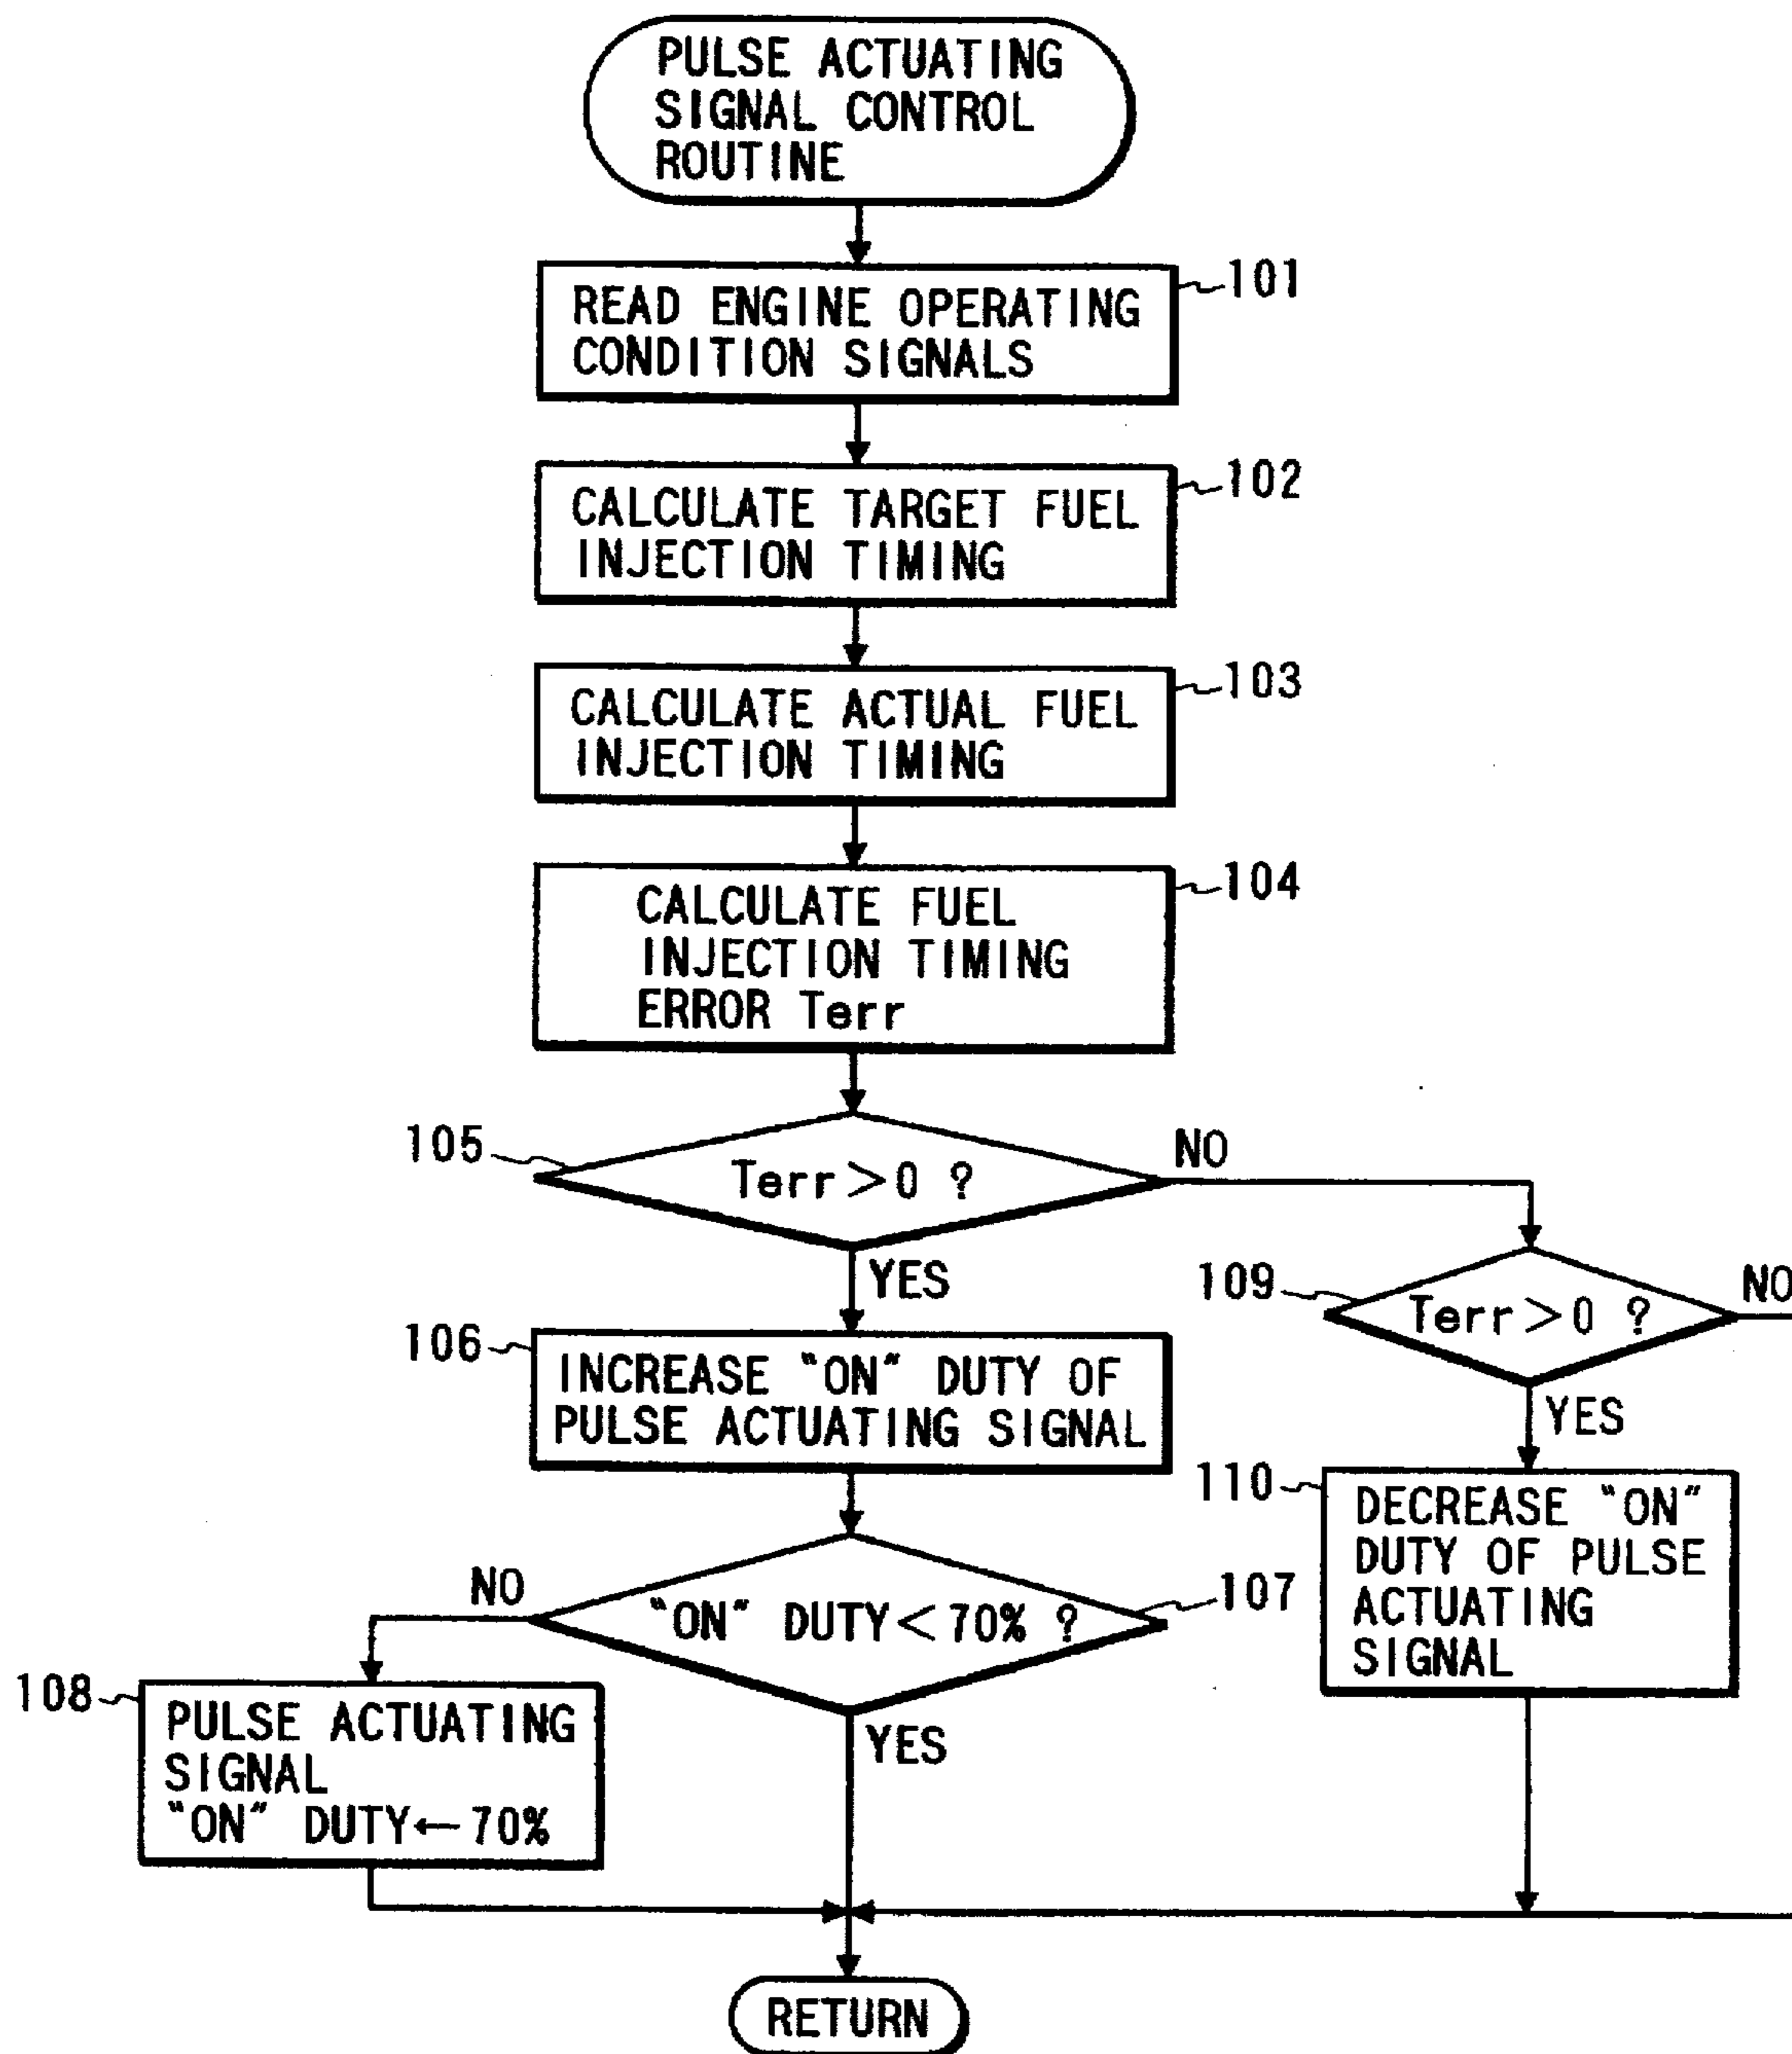 PULSE ACTUATING
SIGNAL CONTROL
ROUTINE
101
READ ENGINE OPERATING
CONDITION SIGNALS
102
CALCULATE TARGET FUEL
INJECTION TIMING
103
CALCULATE ACTUAL FUEL
INJECTION TIMING
104
CALCULATE FUEL
INJECTION TIMING
ERROR Terr
105
Terr>0 ?
NO
YES
109
Terr>0 ?
NO
YES
106
INCREASE "ON" DUTY OF
PULSE ACTUATING SIGNAL
110
DECREASE "ON"
DUTY OF PULSE
ACTUATING
SIGNAL
NO
"ON" DUTY<70% ?
107
YES
108
PULSE ACTUATING
SIGNAL
"ON" DUTY←70%
RETURN